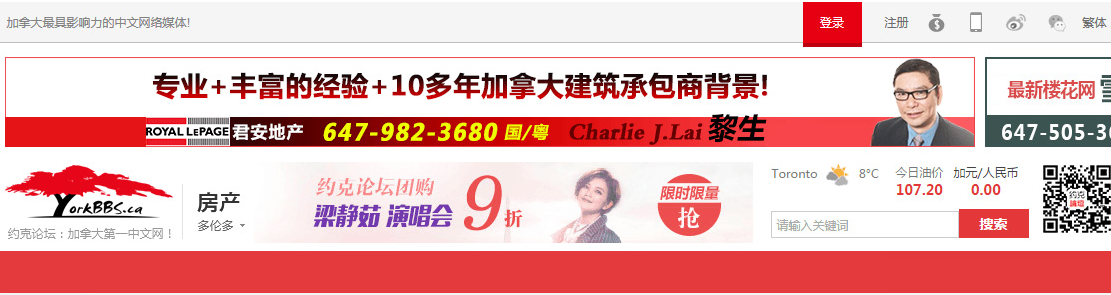 加拿大最具影响力的中文网络媒体!
登录 注册 繁体
专业+丰富的经验+10多年加拿大建筑承包商背景!
ROYAL LEPAGE 君安地产 647-982-3680 国/粤 Charlie J.Lai 黎生
最新楼花网
647-505-3
YorkBBS.ca
约克论坛：加拿大第一中文网！
房产
多伦多
约克论坛团购
梁静茹 演唱会 9折
限时限量
抢
Toronto 8°C 今日油价 加元/人民币
107.20 0.00
请输入关键词 搜索
约克
論壇